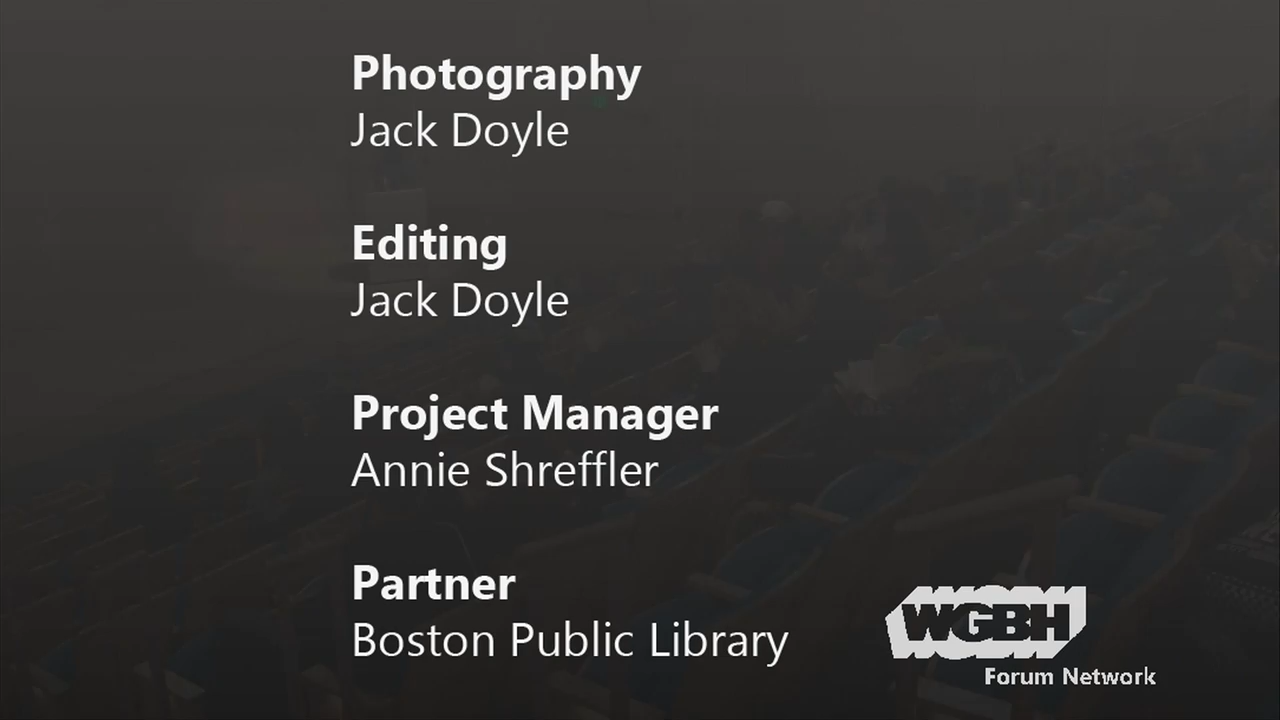 Photography
Jack Doyle
Editing
Jack Doyle
Project Manager
Annie Shreffler
Partner
Boston Public Library
WGBH
Forum Network